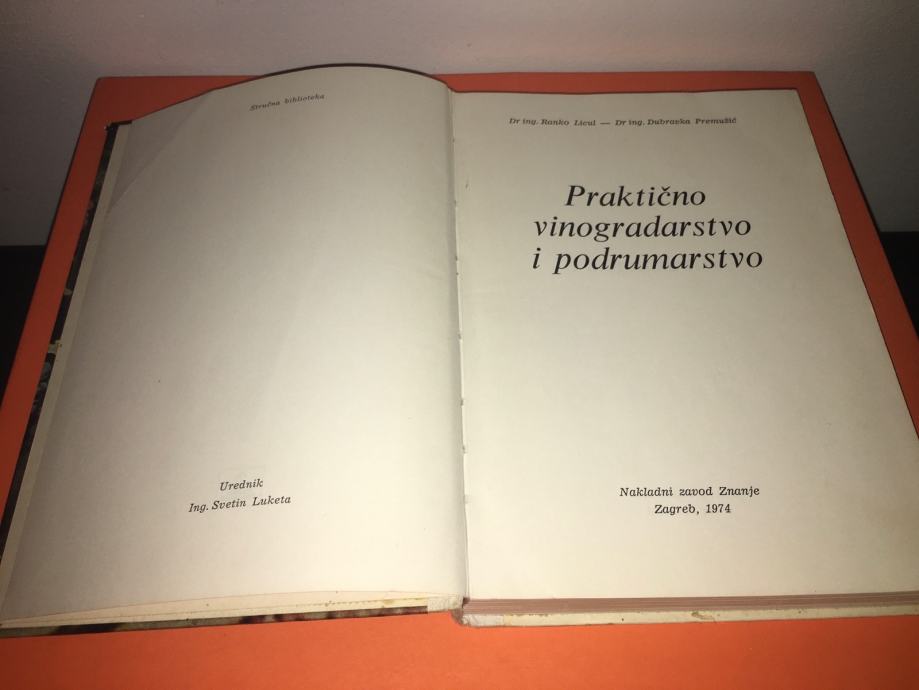 Stručna biblioteka
Urednik
Ing. Svetin Luketa
Dr ing. Ranko Licul — Dr ing. Dubravka Premužić
Praktično
vinogradarstvo
i podrumarstvo
Nakladni zavod Znanje
Zagreb, 1974